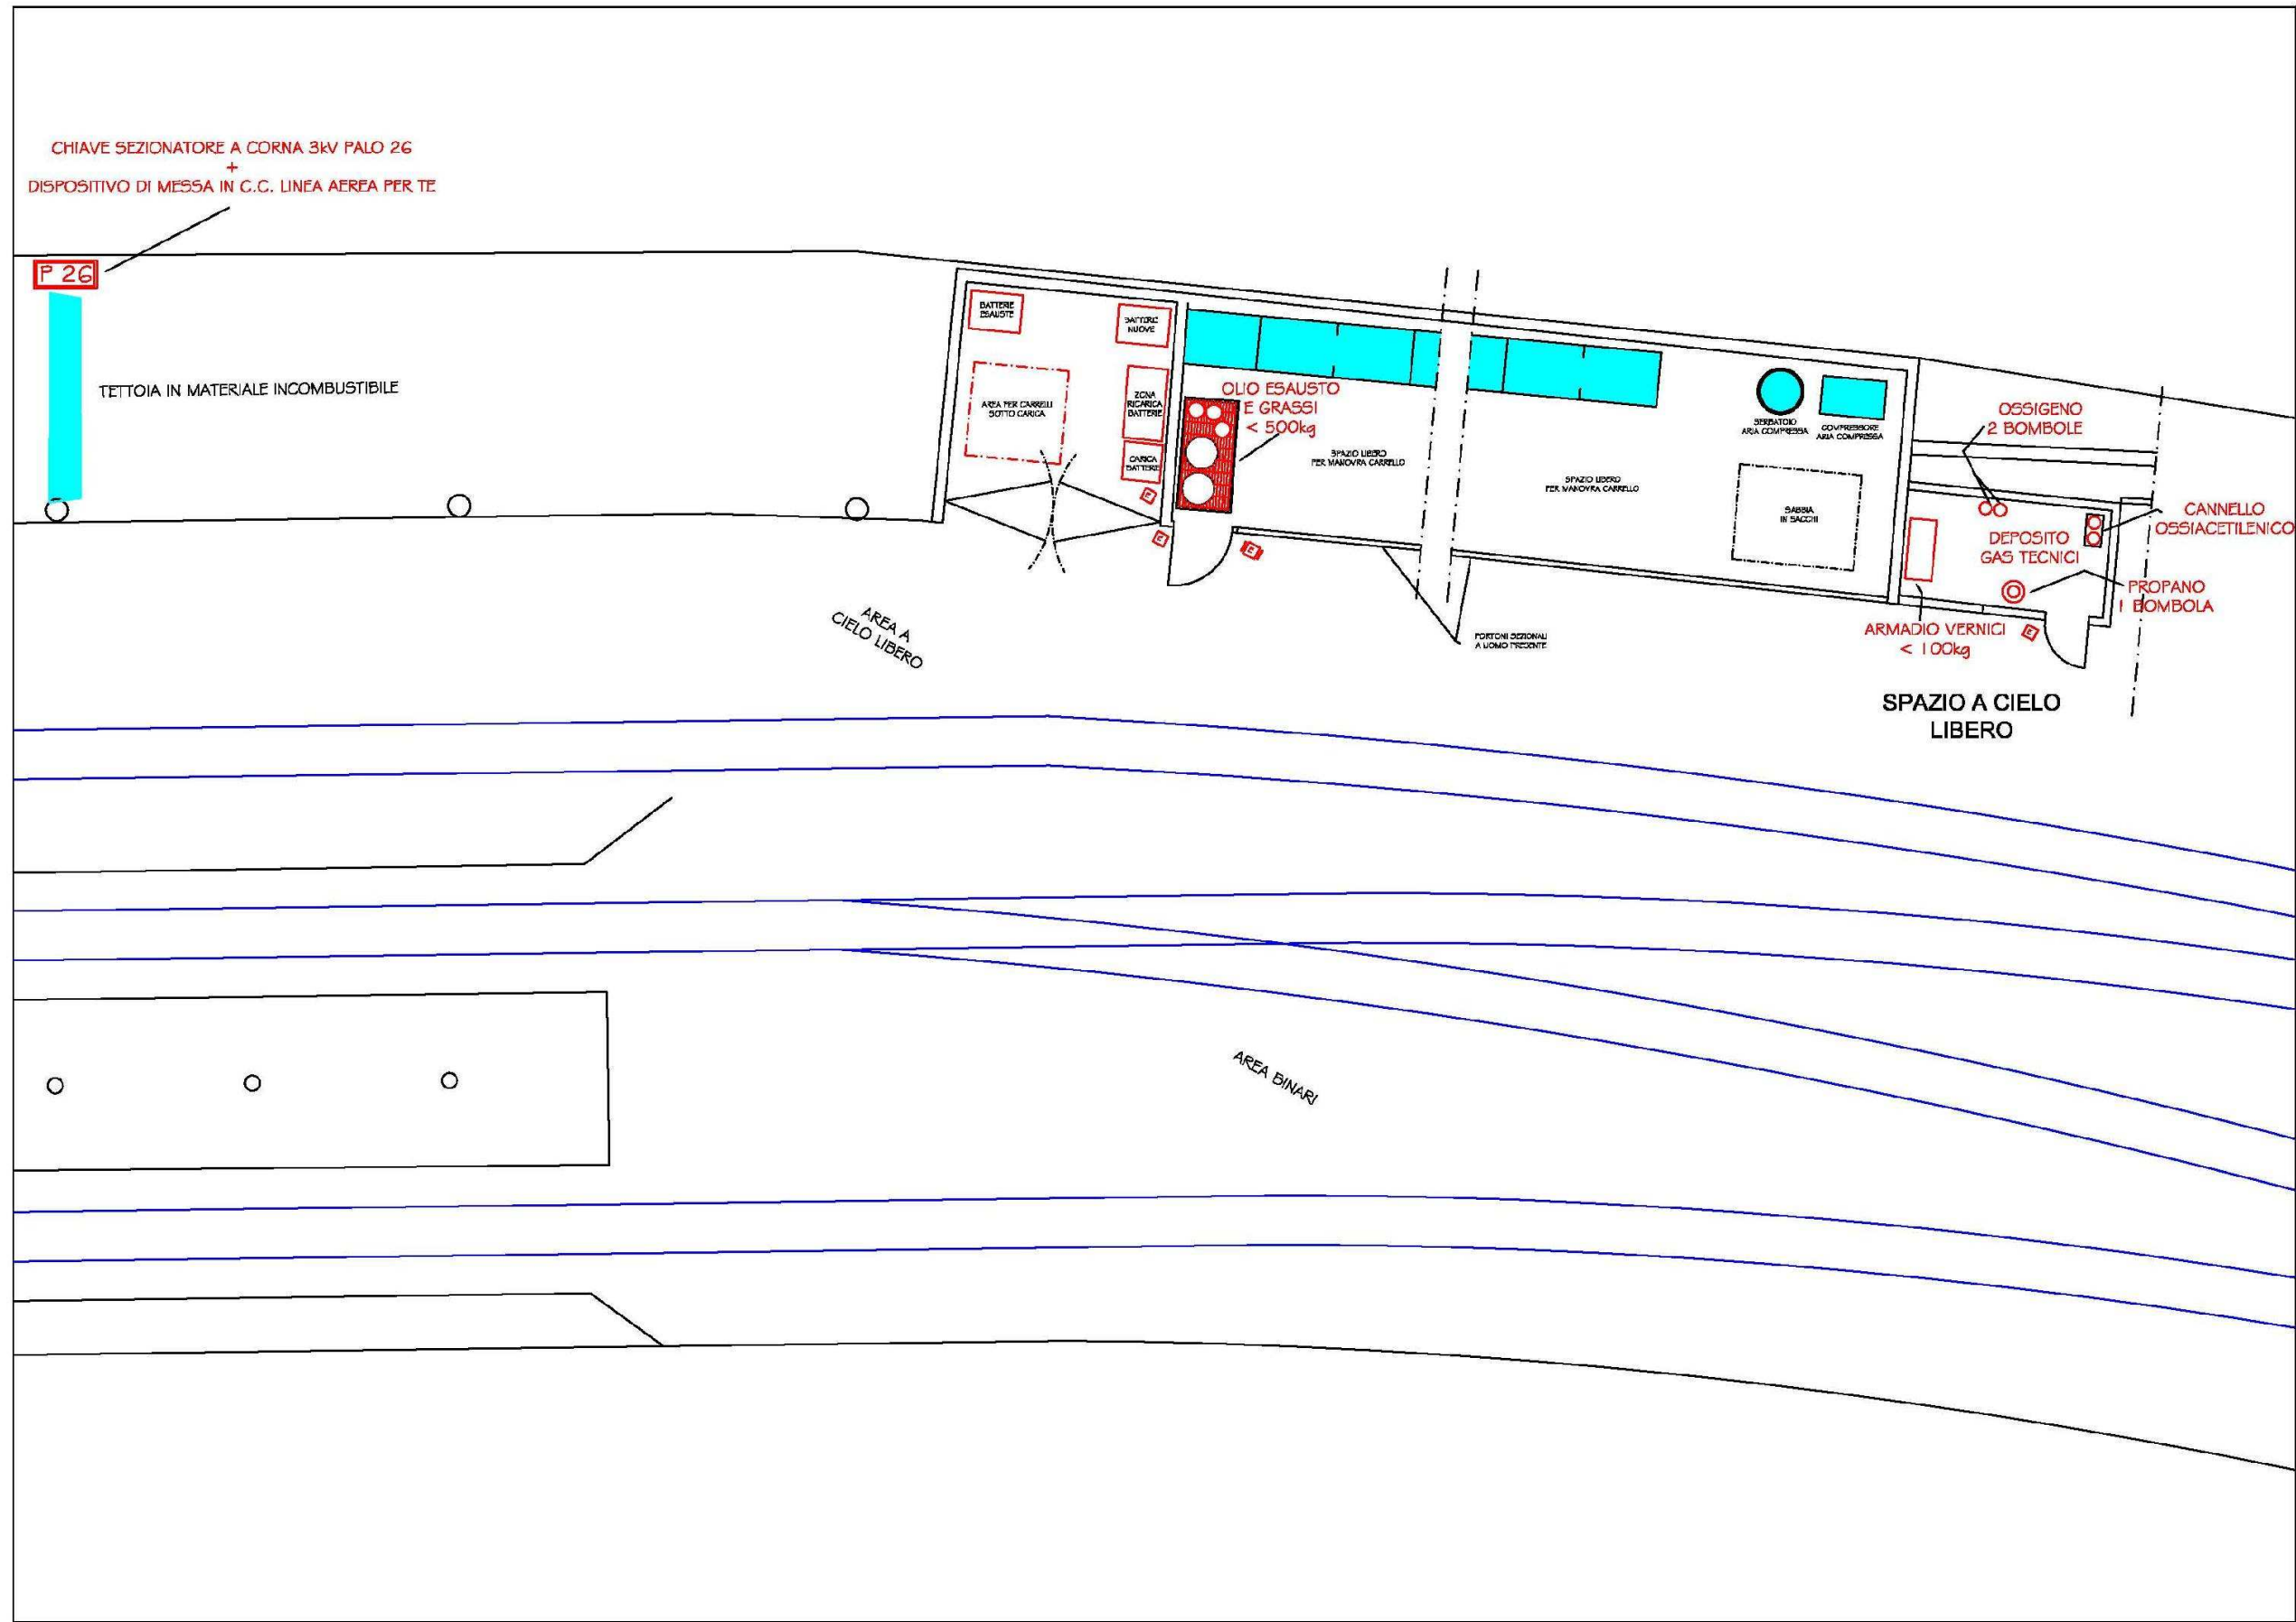 CHIAVE SEZIONATORE A CORNA 3kV PALO 26
+
DISPOSITIVO DI MESSA IN C.C. LINEA AEREA PER TE
P 26
TETTOIA IN MATERIALE INCOMBUSTIBILE
BATTERIE
ESAUSTE
BATTERIE
NUOVE
AREA PER CARRELLI
SOTTO CARICA
ZONA
RICARICA
BATTERIE
CARICA
BATTERIE
E
E
E
OLIO ESAUSTO
E GRASSI
< 500kg
SPAZIO LIBERO
PER MANOVRA CARRELLO
SPAZIO LIBERO
PER MANOVRA CARRELLO
SERBATOIO
ARIA COMPRESSA
COMPRESSORE
ARIA COMPRESSA
SABBIA
IN SACCHI
OSSIGENO
2 BOMBOLE
CANNELLO
OSSIACETILENICO
DEPOSITO
GAS TECNICI
PROPANO
1 BOMBOLA
ARMADIO VERNICI
< 100kg
E
PORTONI SEZIONALI
A UOMO PRESENTE
AREA A
CIELO LIBERO
SPAZIO A CIELO
LIBERO
AREA BINARI